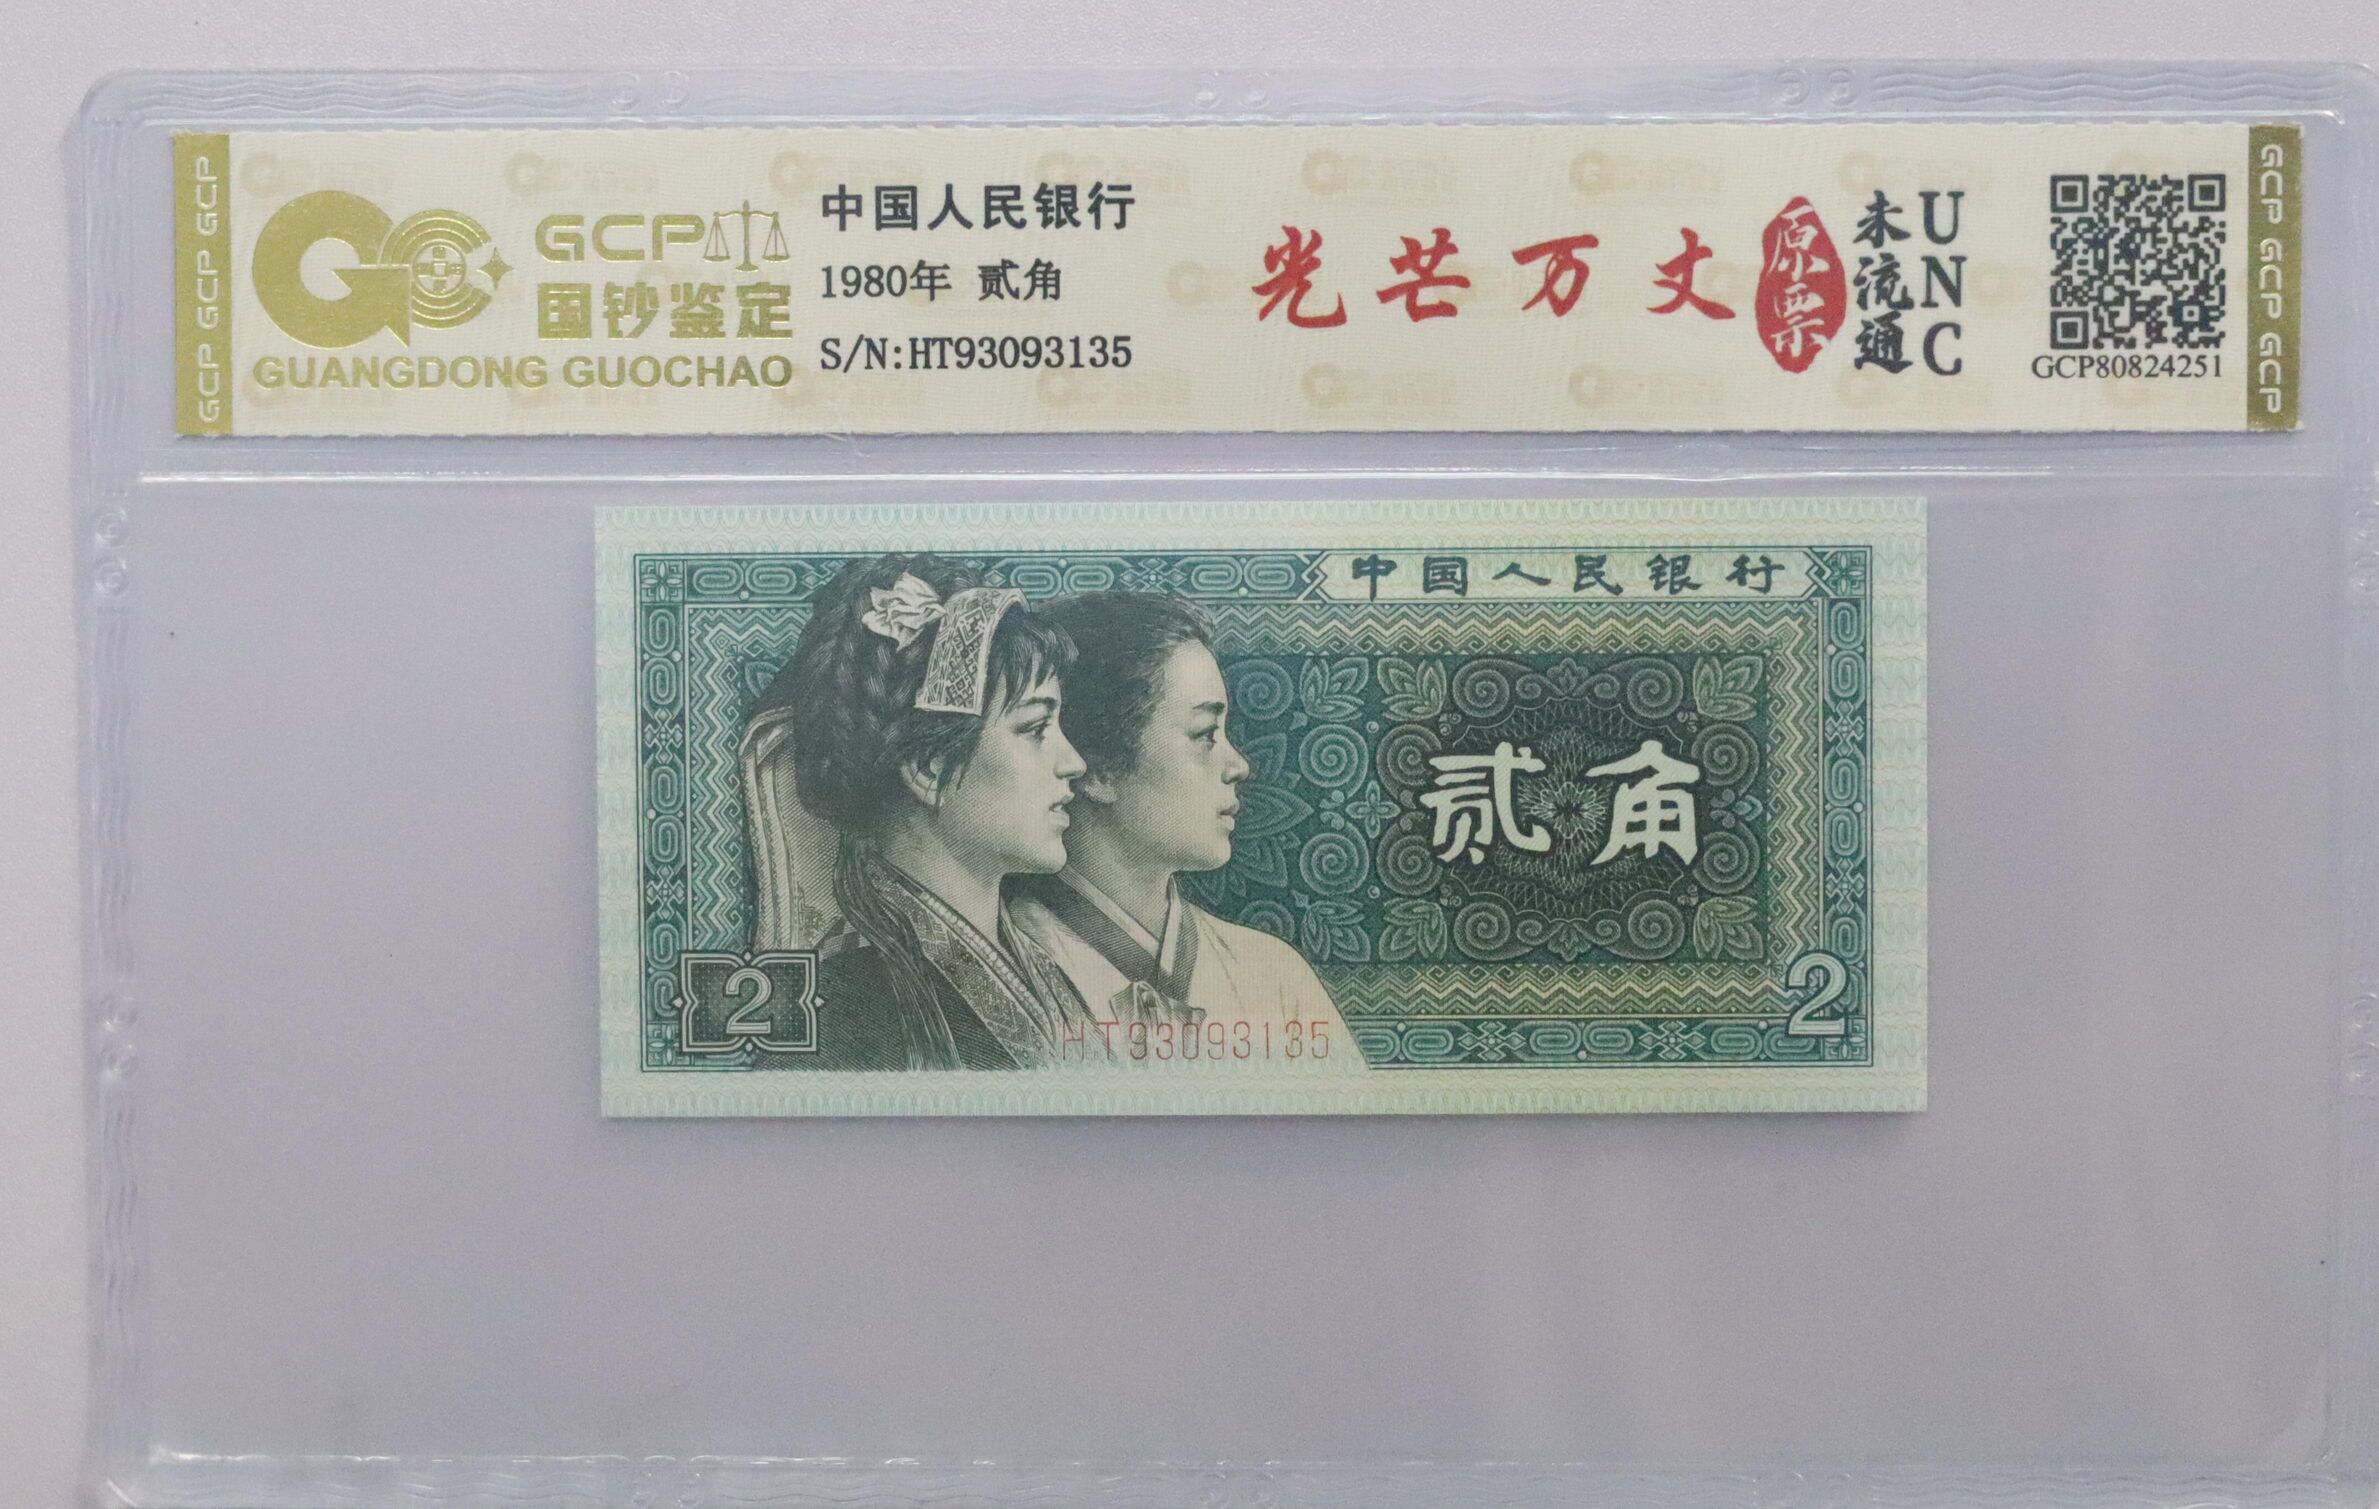 GCP GCP GCP
GCP
国钞鉴定
GUANGDONG GUOCHAO
中国人民银行
1980年 贰角
S/N:HT93093135
光芒万丈
原票
未流通
UNC
GCP80824251
GCP GCP GCP
中国人民银行
贰角
2
2
HT93093135